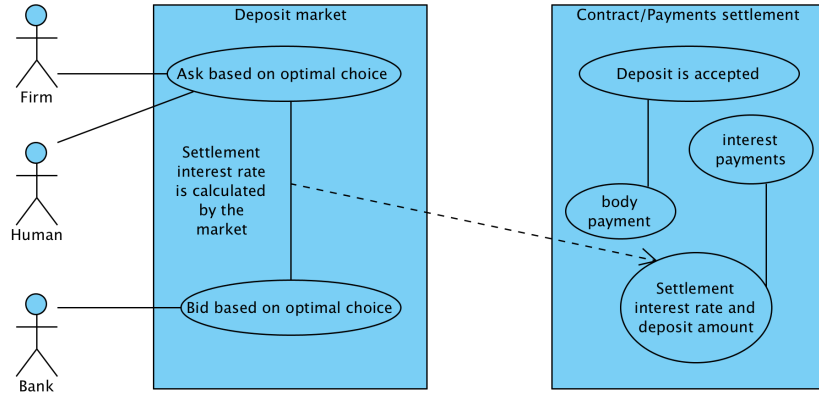 Deposit market
Contract/Payments settlement
Firm
Human
Bank
Ask based on optimal choice
Settlement
interest rate
is calculated
by the
market
Bid based on optimal choice
Deposit is accepted
interest
payments
body
payment
Settlement
interest rate and
deposit amount